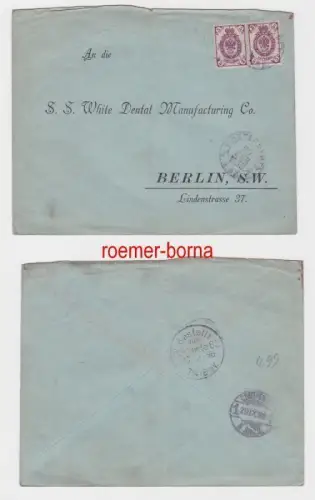 An die
S. S. White Dental Manufacturing Co.
BERLIN, S.W.
Lindenstrasse 37.
roemer-borna